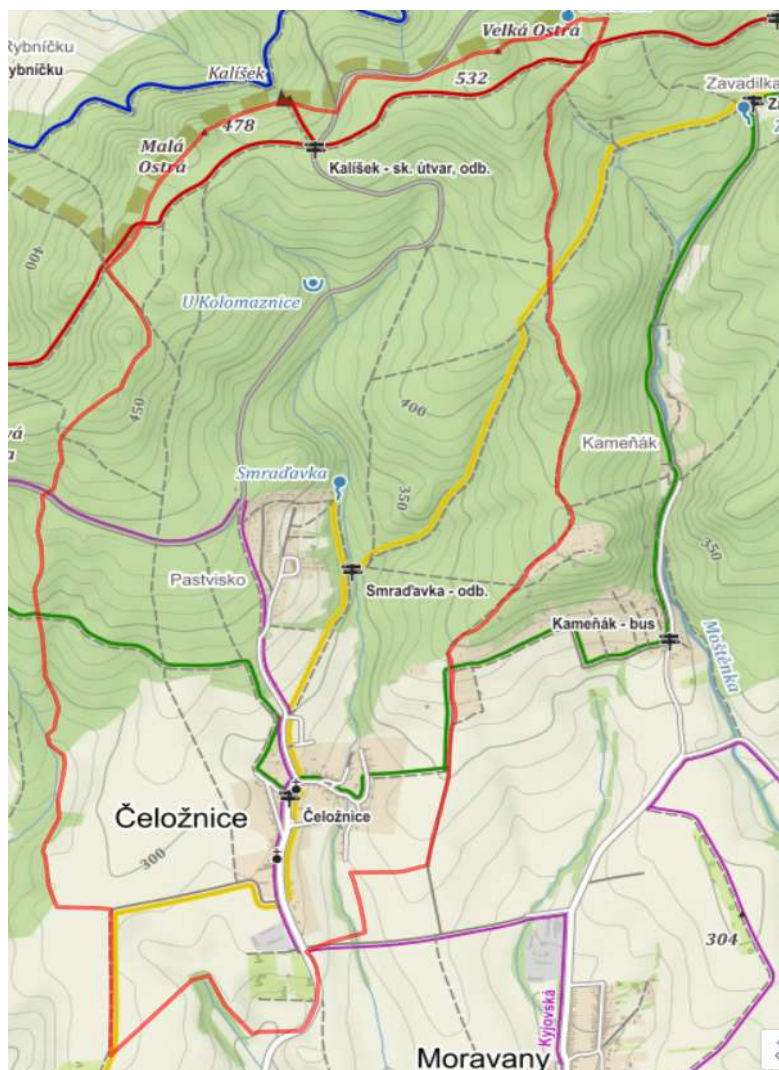 Rybníčku
ybníčku
Kalíšek
Velká Ostrá
532
Zavadilka
478
Malá
Ostrá
Kalíšek - sk. útvar, odb.
400
U Kolomaznice
450
400
Kameňák
Smraďavka
350
350
Pastvisko
Smraďavka - odb.
Kameňák - bus
Moštěnka
Čeložnice
Čeložnice
300
304
Kyjovská
Moravany